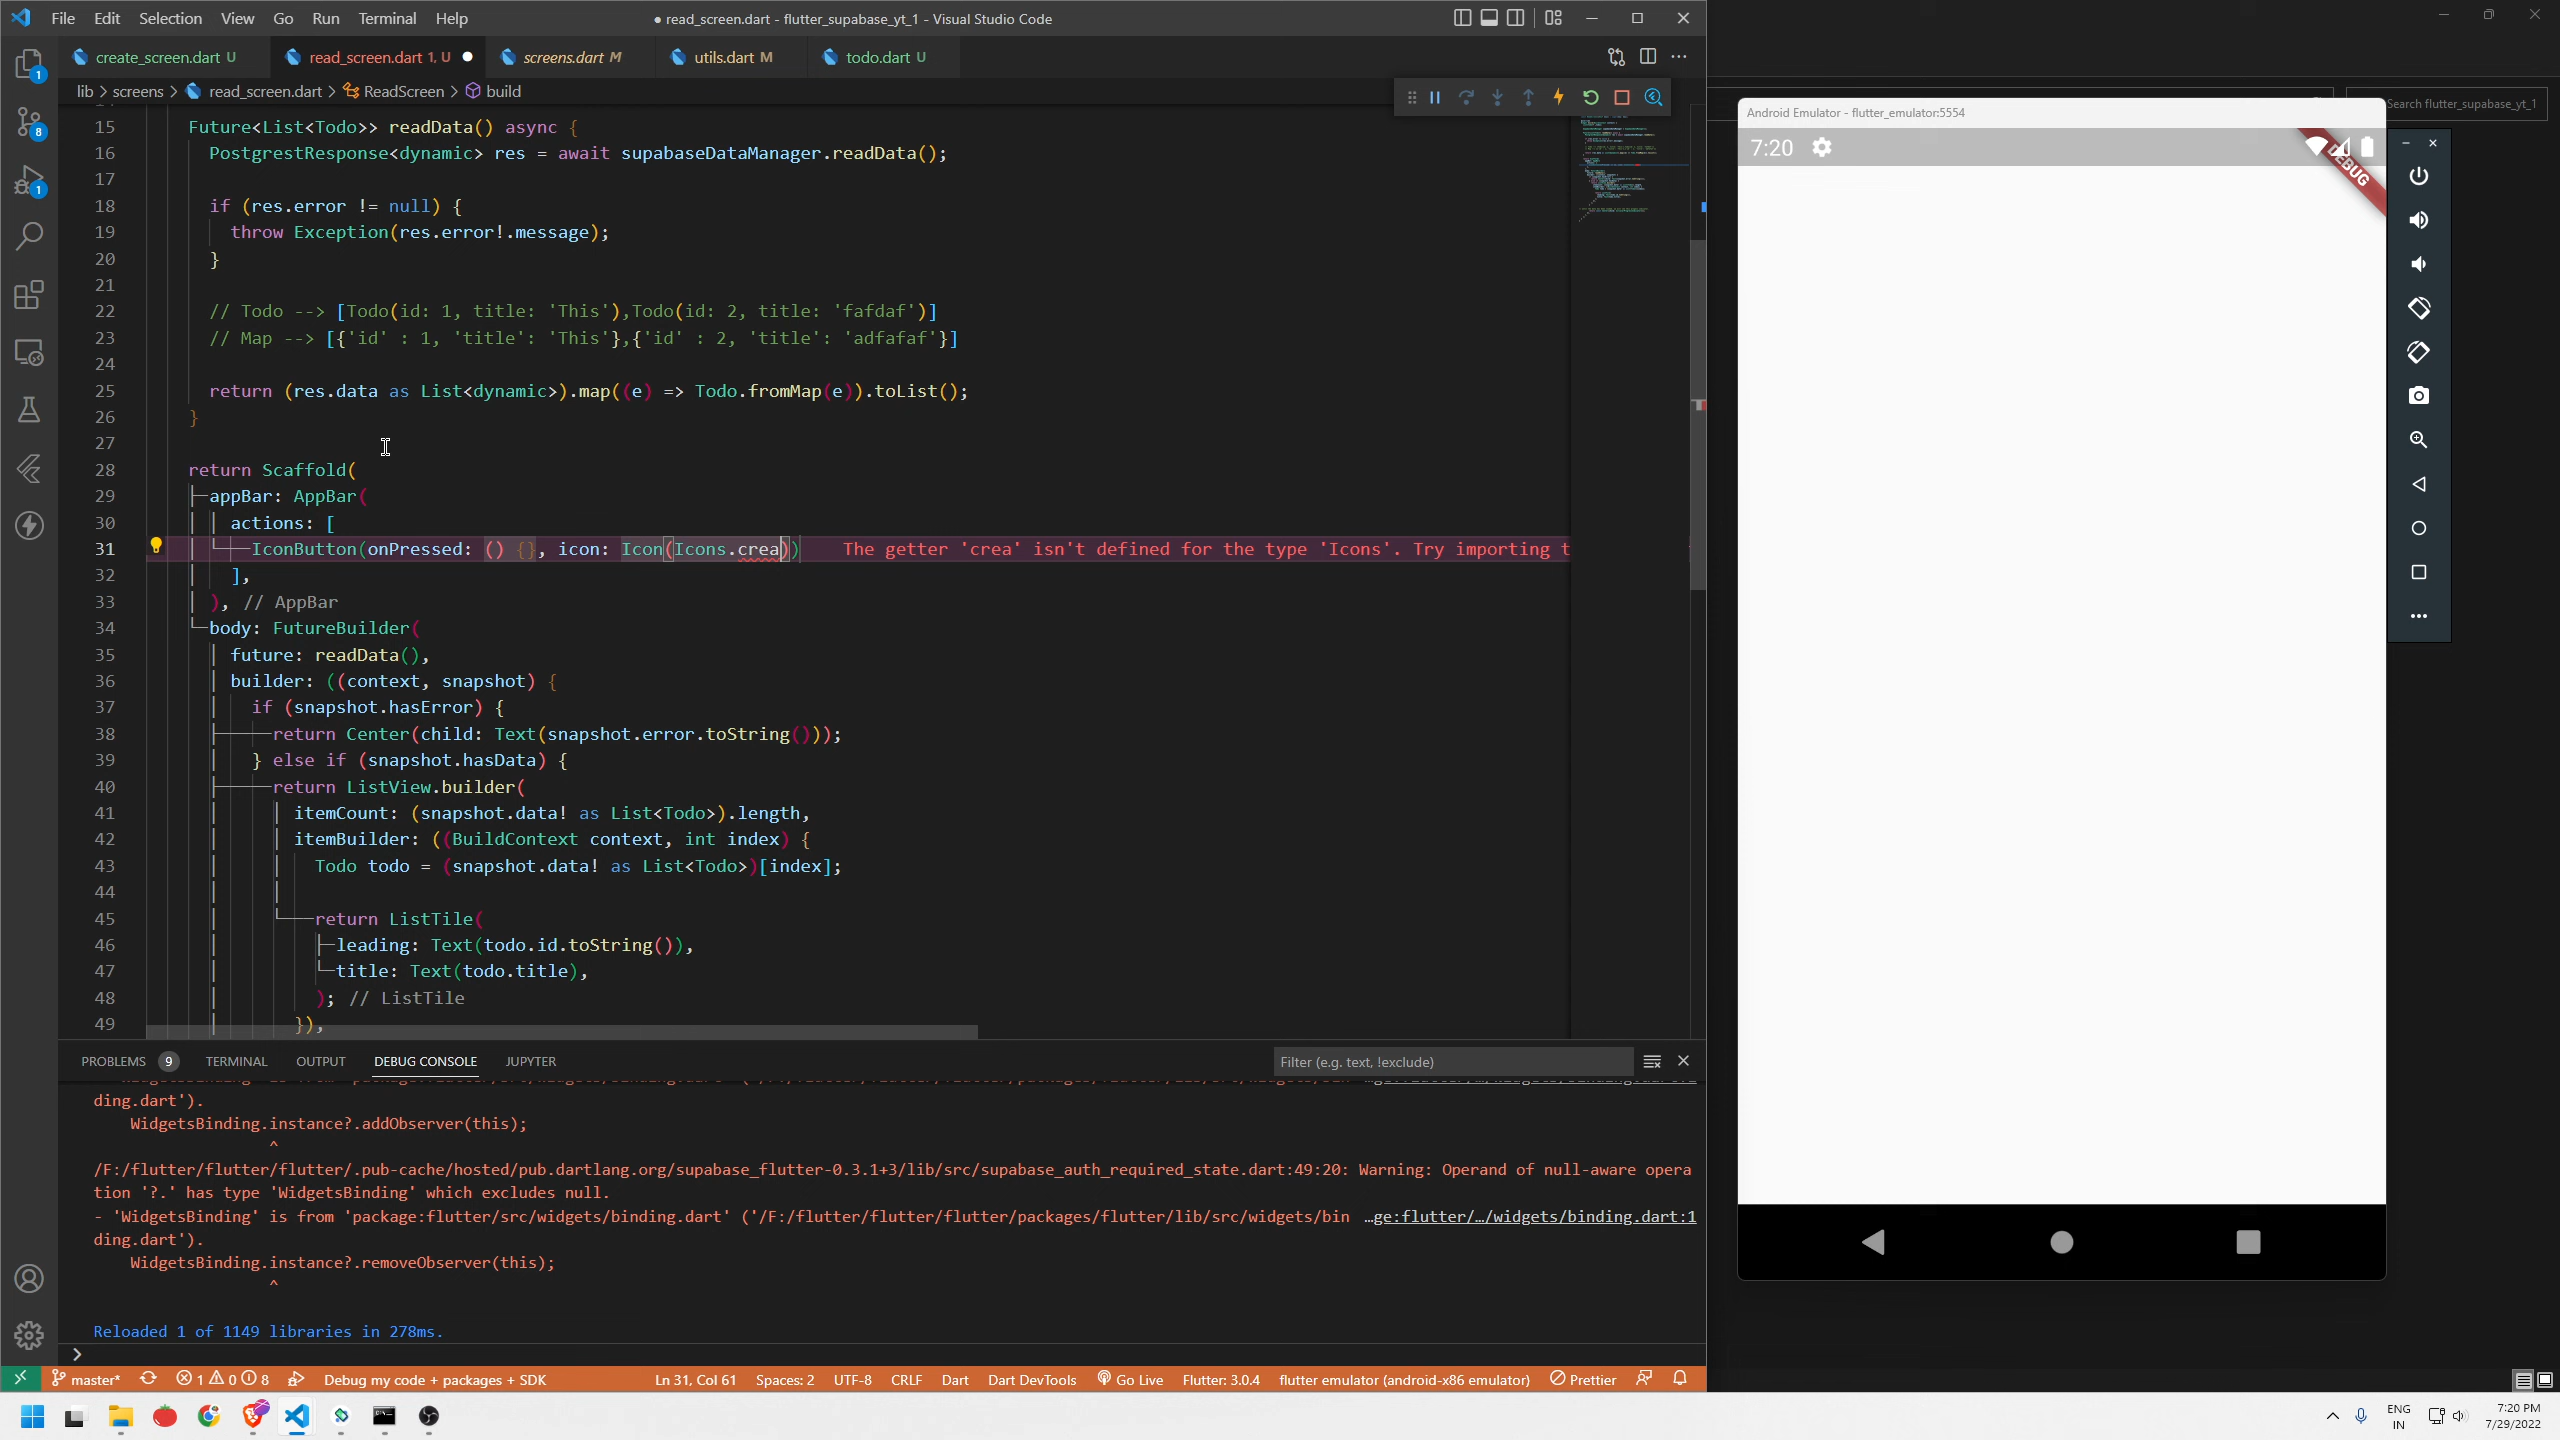 File Edit Selection View Go Run Terminal Help
● read_screen.dart - flutter_supabase_yt_1 - Visual Studio Code
create_screen.dart U
read_screen.dart 1, U
screens.dart M
utils.dart M
todo.dart U
lib > screens > read_screen.dart > ReadScreen > build
15 Future<List<Todo>> readData() async {
16 PostgrestResponse<dynamic> res = await supabaseDataManager.readData();
17
18 if (res.error != null) {
19 throw Exception(res.error!.message);
20 }
21
22 // Todo --> [Todo(id: 1, title: 'This'),Todo(id: 2, title: 'fafdaf')]
23 // Map --> [{'id' : 1, 'title': 'This'},{'id' : 2, 'title': 'adfafaf'}]
24
25 return (res.data as List<dynamic>).map((e) => Todo.fromMap(e)).toList();
26 }
27
28 return Scaffold(
29 appBar: AppBar(
30 actions: [
31 IconButton(onPressed: () {}, icon: Icon(Icons.crea)) The getter 'crea' isn't defined for the type 'Icons'. Try importing t
32 ],
33 ), // AppBar
34 body: FutureBuilder(
35 future: readData(),
36 builder: ((context, snapshot) {
37 if (snapshot.hasError) {
38 return Center(child: Text(snapshot.error.toString()));
39 } else if (snapshot.hasData) {
40 return ListView.builder(
41 itemCount: (snapshot.data! as List<Todo>).length,
42 itemBuilder: ((BuildContext context, int index) {
43 Todo todo = (snapshot.data! as List<Todo>)[index];
44
45 return ListTile(
46 leading: Text(todo.id.toString()),
47 title: Text(todo.title),
48 ); // ListTile
49 }),
PROBLEMS 9 TERMINAL OUTPUT DEBUG CONSOLE JUPYTER
Filter (e.g. text, !exclude)
ding.dart').
WidgetsBinding.instance?.addObserver(this);
^
/F:/flutter/flutter/flutter/.pub-cache/hosted/pub.dartlang.org/supabase_flutter-0.3.1+3/lib/src/supabase_auth_required_state.dart:49:20: Warning: Operand of null-aware opera
tion '?.' has type 'WidgetsBinding' which excludes null.
- 'WidgetsBinding' is from 'package:flutter/src/widgets/binding.dart' ('/F:/flutter/flutter/flutter/packages/flutter/lib/src/widgets/bin …ge:flutter/…/widgets/binding.dart:1
ding.dart').
WidgetsBinding.instance?.removeObserver(this);
^
Reloaded 1 of 1149 libraries in 278ms.
master* 1 0 8 Debug my code + packages + SDK
Ln 31, Col 61 Spaces: 2 UTF-8 CRLF Dart Dart DevTools Go Live Flutter: 3.0.4 flutter emulator (android-x86 emulator) Prettier
1
8
1
Search flutter_supabase_yt_1
Android Emulator - flutter_emulator:5554
7:20
DEBUG
ENG
IN
7:20 PM
7/29/2022